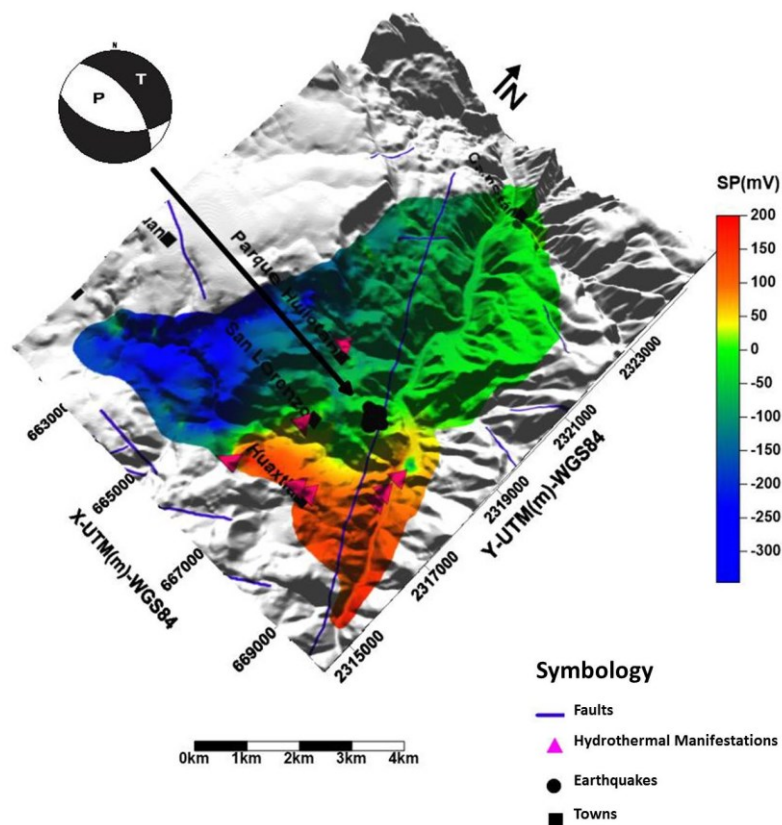 N
T
P
N
SP(mV)
200
150
100
50
0
-50
-100
-150
-200
-250
-300
Parque
San LOrenzo
663000
665000
667000
669000
X-UTM(m)-WGS84
2315000
2317000
2319000
2321000
2323000
Y-UTM(m)-WGS84
0km 1km 2km 3km 4km
Symbology
Faults
Hydrothermal Manifestations
Earthquakes
Towns